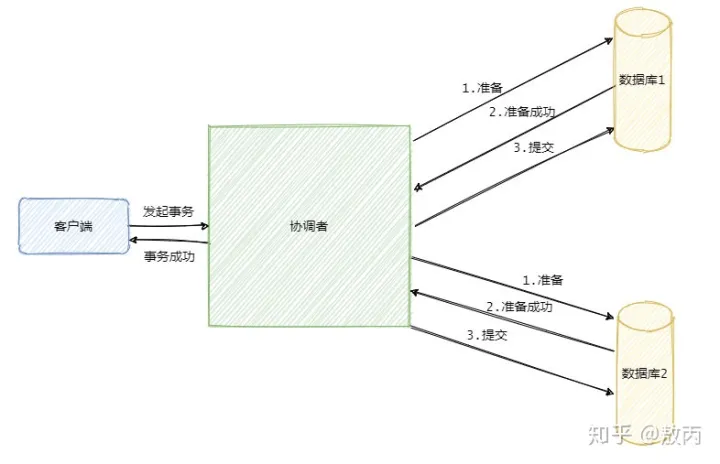 数据库1
1.准备
2.准备成功
3.提交
客户端
发起事务
事务成功
协调者
1.准备
2.准备成功
3.提交
数据库2
知乎 @敖丙